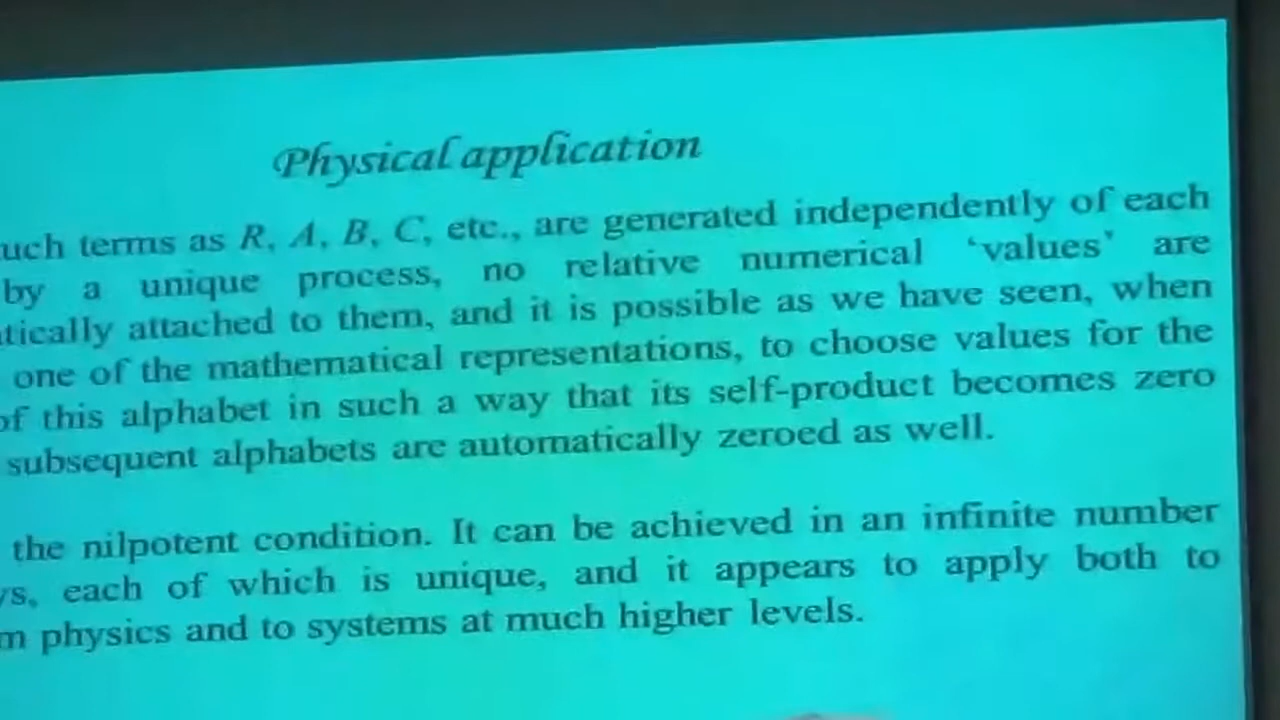 Physical application
uch terms as R, A, B, C, etc., are generated independently of each
by a unique process, no relative numerical ‘values’ are
tically attached to them, and it is possible as we have seen, when
one of the mathematical representations, to choose values for the
of this alphabet in such a way that its self-product becomes zero
subsequent alphabets are automatically zeroed as well.
the nilpotent condition. It can be achieved in an infinite number
ys, each of which is unique, and it appears to apply both to
m physics and to systems at much higher levels.